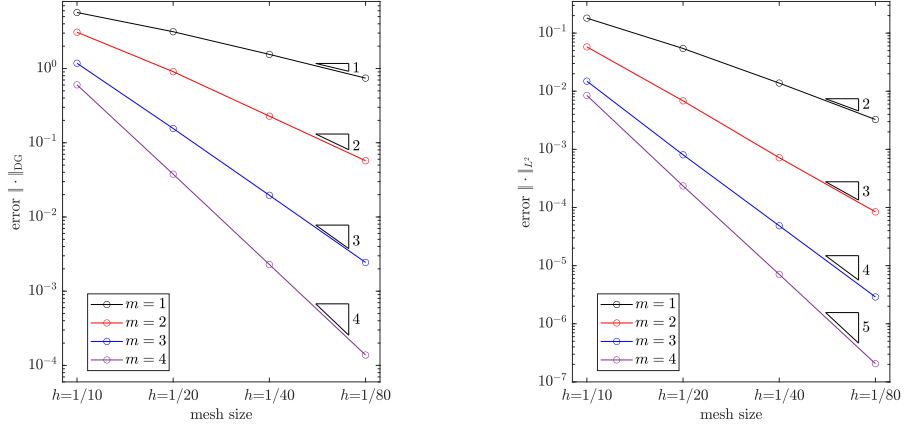 10^0
10^{-1}
10^{-2}
10^{-3}
10^{-4}
error ‖ · ‖_{DG}
1
2
3
4
m = 1
m = 2
m = 3
m = 4
h=1/10
h=1/20
h=1/40
h=1/80
mesh size
10^{-1}
10^{-2}
10^{-3}
10^{-4}
10^{-5}
10^{-6}
10^{-7}
error ‖ · ‖_{L^2}
2
3
4
5
m = 1
m = 2
m = 3
m = 4
h=1/10
h=1/20
h=1/40
h=1/80
mesh size